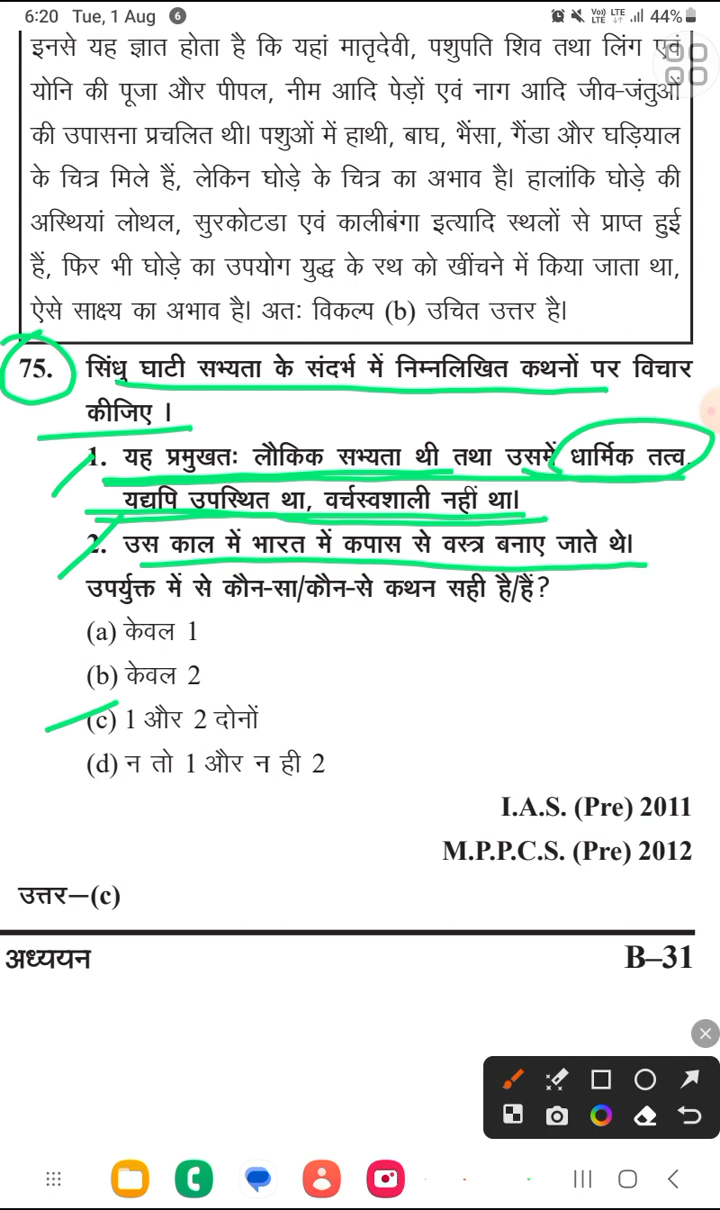 6:20 Tue, 1 Aug 6 Vo) LTE LTE 44%
इनसे यह ज्ञात होता है कि यहां मातृदेवी, पशुपति शिव तथा लिंग एवं
योनि की पूजा और पीपल, नीम आदि पेड़ों एवं नाग आदि जीव-जंतुओं
की उपासना प्रचलित थी। पशुओं में हाथी, बाघ, भैंसा, गैंडा और घड़ियाल
के चित्र मिले हैं, लेकिन घोड़े के चित्र का अभाव है। हालांकि घोड़े की
अस्थियां लोथल, सुरकोटडा एवं कालीबंगा इत्यादि स्थलों से प्राप्त हुई
हैं, फिर भी घोड़े का उपयोग युद्ध के रथ को खींचने में किया जाता था,
ऐसे साक्ष्य का अभाव है। अतः विकल्प (b) उचित उत्तर है।
75. सिंधु घाटी सभ्यता के संदर्भ में निम्नलिखित कथनों पर विचार
कीजिए ।
1. यह प्रमुखतः लौकिक सभ्यता थी तथा उसमें धार्मिक तत्व,
यद्यपि उपस्थित था, वर्चस्वशाली नहीं था।
2. उस काल में भारत में कपास से वस्त्र बनाए जाते थे।
उपर्युक्त में से कौन-सा/कौन-से कथन सही है/हैं?
(a) केवल 1
(b) केवल 2
(c) 1 और 2 दोनों
(d) न तो 1 और न ही 2
I.A.S. (Pre) 2011
M.P.P.C.S. (Pre) 2012
उत्तर—(c)
अध्ययन B–31